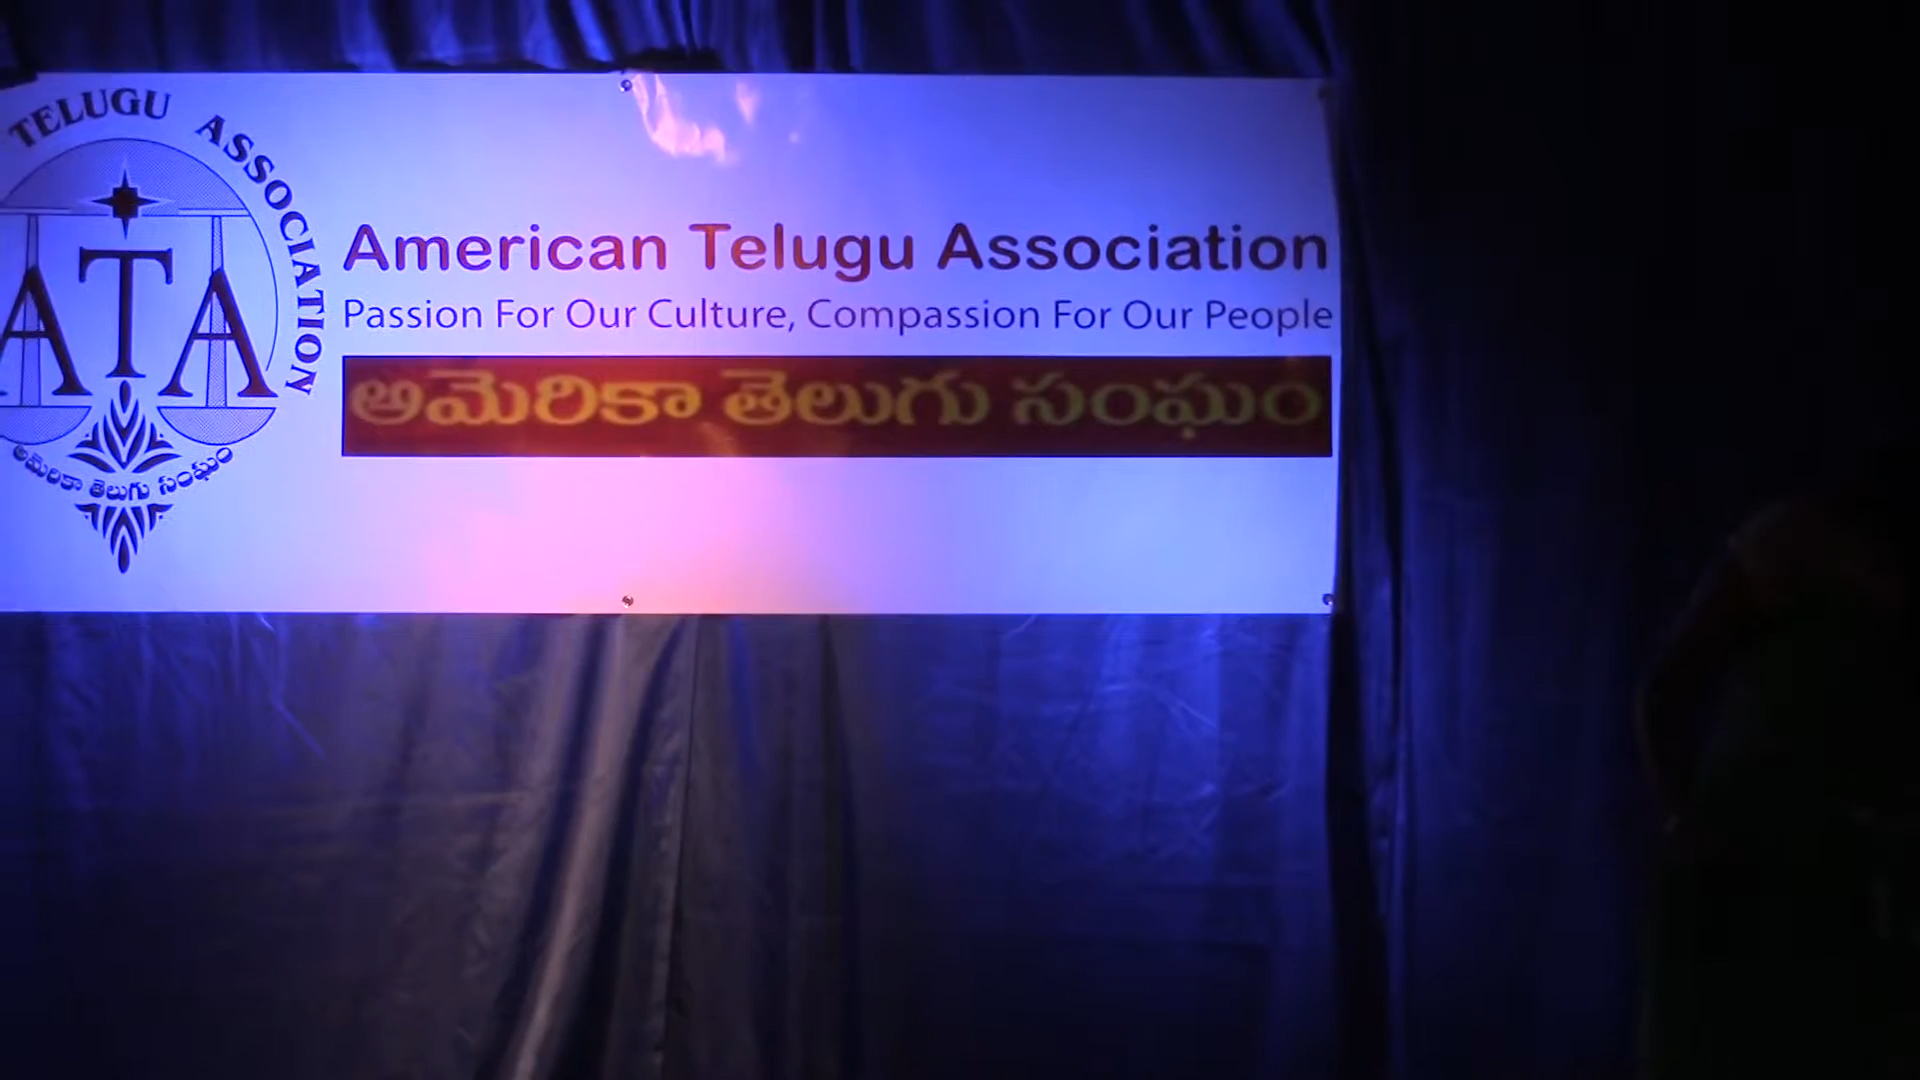 TELUGU ASSOCIATION
ATA
అమెరికా తెలుగు సంఘం
American Telugu Association
Passion For Our Culture, Compassion For Our People
అమెరికా తెలుగు సంఘం